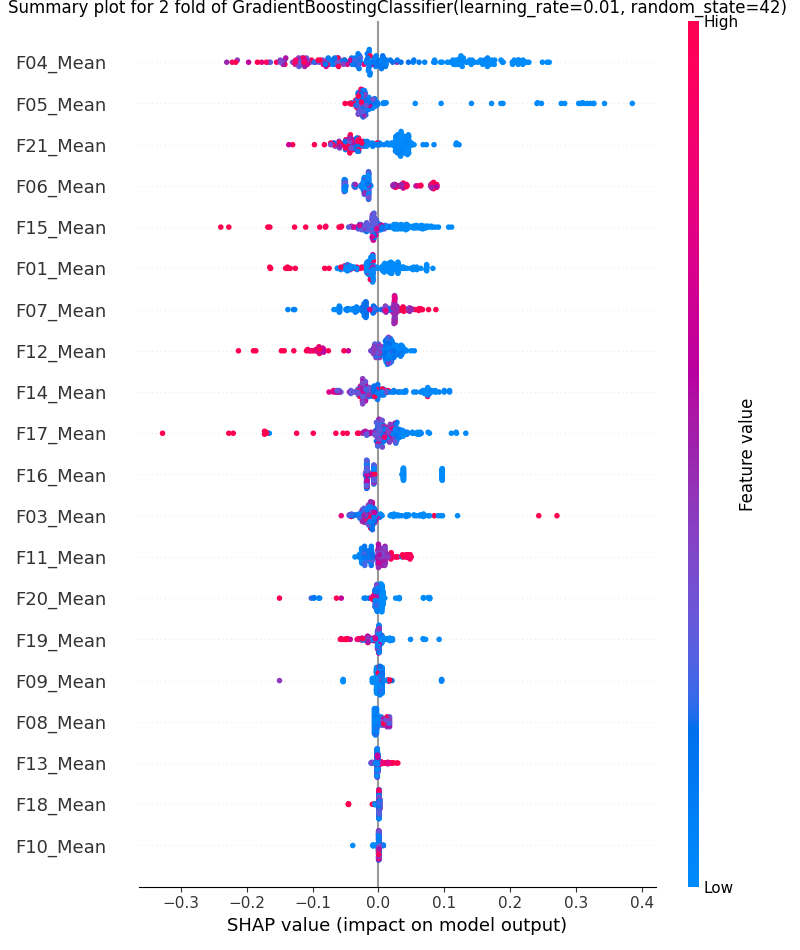 Summary plot for 2 fold of GradientBoostingClassifier(learning_rate=0.01, random_state=42)
High
F04_Mean
F05_Mean
F21_Mean
F06_Mean
F15_Mean
F01_Mean
F07_Mean
F12_Mean
F14_Mean
F17_Mean
F16_Mean
F03_Mean
F11_Mean
F20_Mean
F19_Mean
F09_Mean
F08_Mean
F13_Mean
F18_Mean
F10_Mean
Feature value
Low
−0.3 −0.2 −0.1 0.0 0.1 0.2 0.3 0.4
SHAP value (impact on model output)